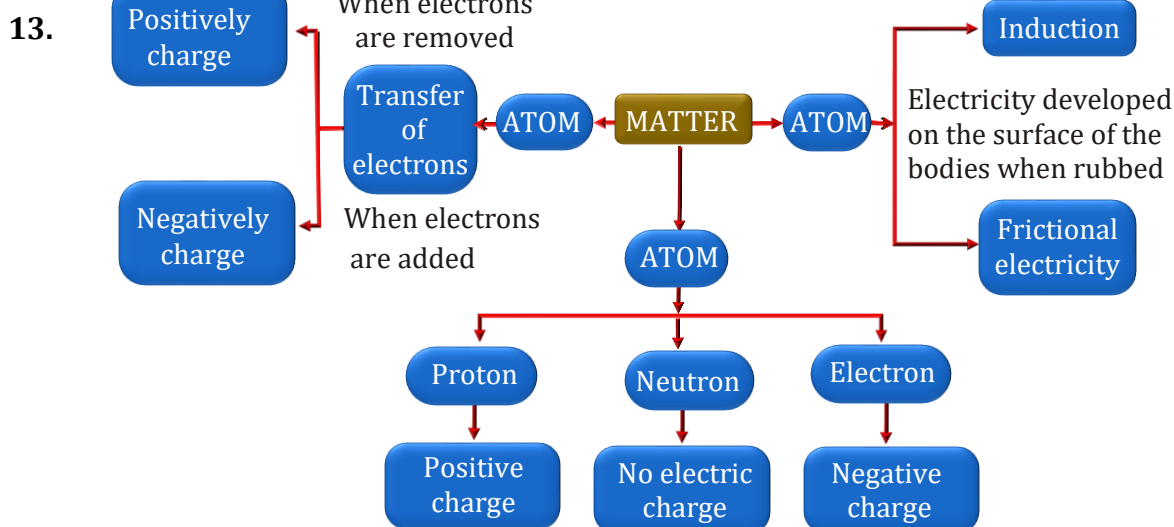 13.
Positively
charge
When electrons
are removed
Induction
Transfer
of
electrons
ATOM
MATTER
ATOM
Electricity developed
on the surface of the
bodies when rubbed
Negatively
charge
When electrons
are added
ATOM
Frictional
electricity
Proton
Neutron
Electron
Positive
charge
No electric
charge
Negative
charge